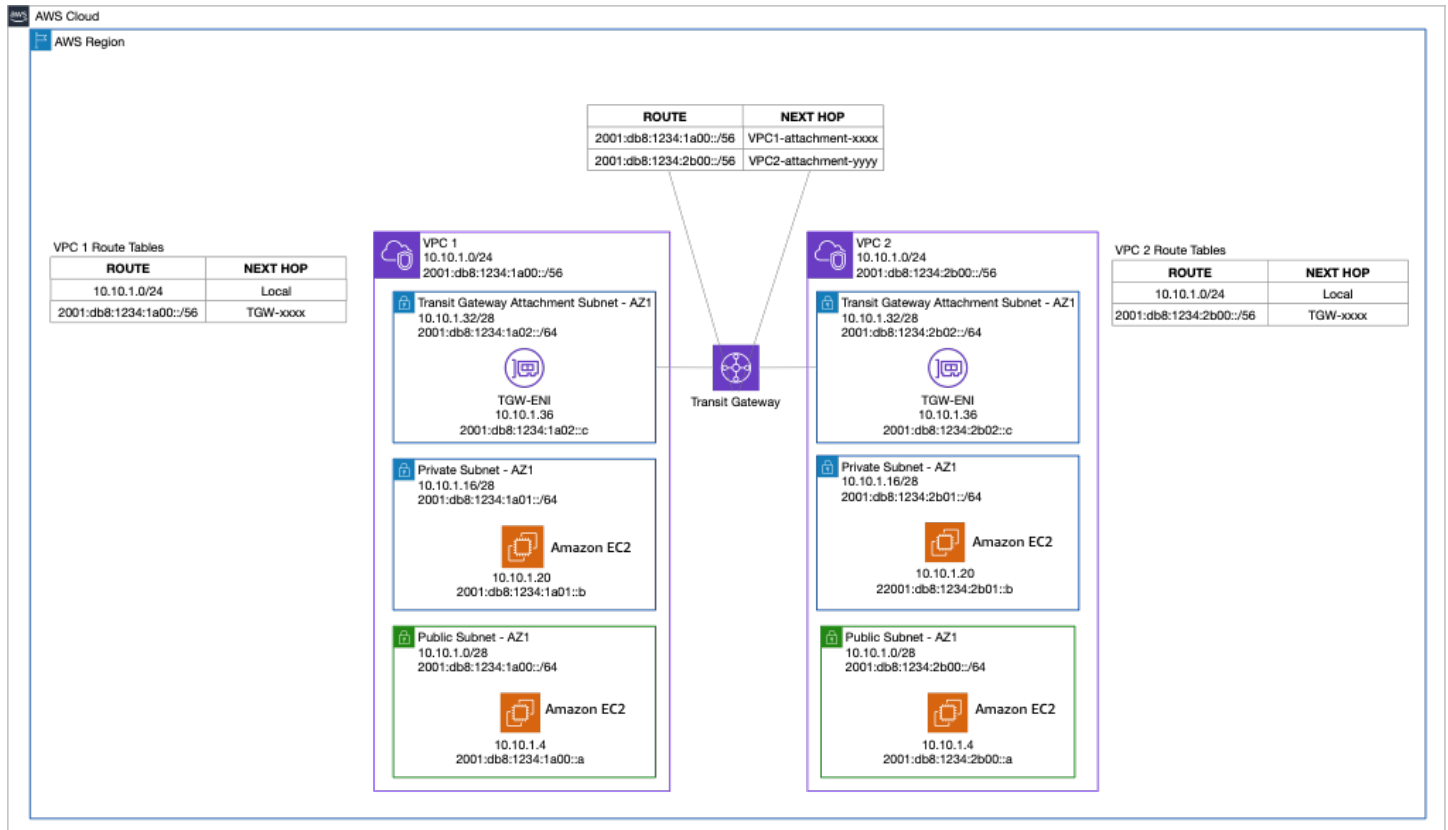 aws
AWS Cloud
AWS Region
ROUTE NEXT HOP
2001:db8:1234:1a00::/56 VPC1-attachment-xxxx
2001:db8:1234:2b00::/56 VPC2-attachment-yyyy
VPC 1 Route Tables
ROUTE NEXT HOP
10.10.1.0/24 Local
2001:db8:1234:1a00::/56 TGW-xxxx
VPC 1
10.10.1.0/24
2001:db8:1234:1a00::/56
Transit Gateway Attachment Subnet - AZ1
10.10.1.32/28
2001:db8:1234:1a02::/64
TGW-ENI
10.10.1.36
2001:db8:1234:1a02::c
Private Subnet - AZ1
10.10.1.16/28
2001:db8:1234:1a01::/64
Amazon EC2
10.10.1.20
2001:db8:1234:1a01::b
Public Subnet - AZ1
10.10.1.0/28
2001:db8:1234:1a00::/64
Amazon EC2
10.10.1.4
2001:db8:1234:1a00::a
Transit Gateway
VPC 2
10.10.1.0/24
2001:db8:1234:2b00::/56
Transit Gateway Attachment Subnet - AZ1
10.10.1.32/28
2001:db8:1234:2b02::/64
TGW-ENI
10.10.1.36
2001:db8:1234:2b02::c
Private Subnet - AZ1
10.10.1.16/28
2001:db8:1234:2b01::/64
Amazon EC2
10.10.1.20
22001:db8:1234:2b01::b
Public Subnet - AZ1
10.10.1.0/28
2001:db8:1234:2b00::/64
Amazon EC2
10.10.1.4
2001:db8:1234:2b00::a
VPC 2 Route Tables
ROUTE NEXT HOP
10.10.1.0/24 Local
2001:db8:1234:2b00::/56 TGW-xxxx